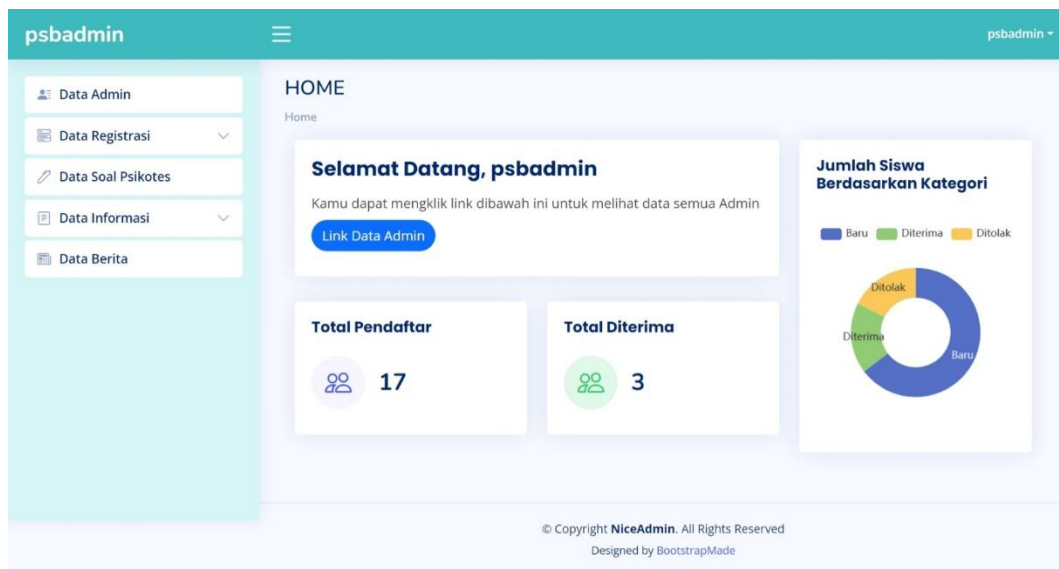 psbadmin
psbadmin
Data Admin
Data Registrasi
Data Soal Psikotes
Data Informasi
Data Berita
HOME
Home
Selamat Datang, psbadmin
Kamu dapat mengklik link dibawah ini untuk melihat data semua Admin
Link Data Admin
Total Pendaftar
17
Total Diterima
3
Jumlah Siswa
Berdasarkan Kategori
Baru Diterima Ditolak
Ditolak
Diterima
Baru
© Copyright NiceAdmin. All Rights Reserved
Designed by BootstrapMade